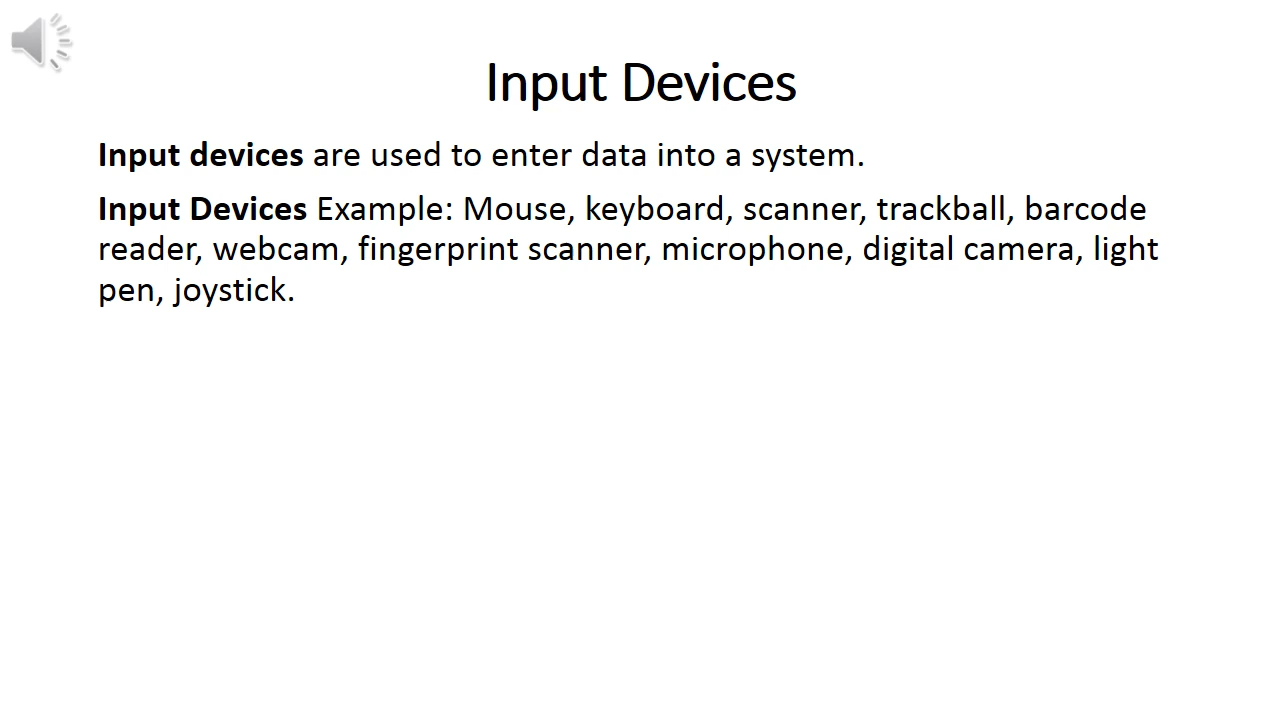 Input Devices
Input devices are used to enter data into a system.
Input Devices Example: Mouse, keyboard, scanner, trackball, barcode
reader, webcam, fingerprint scanner, microphone, digital camera, light
pen, joystick.